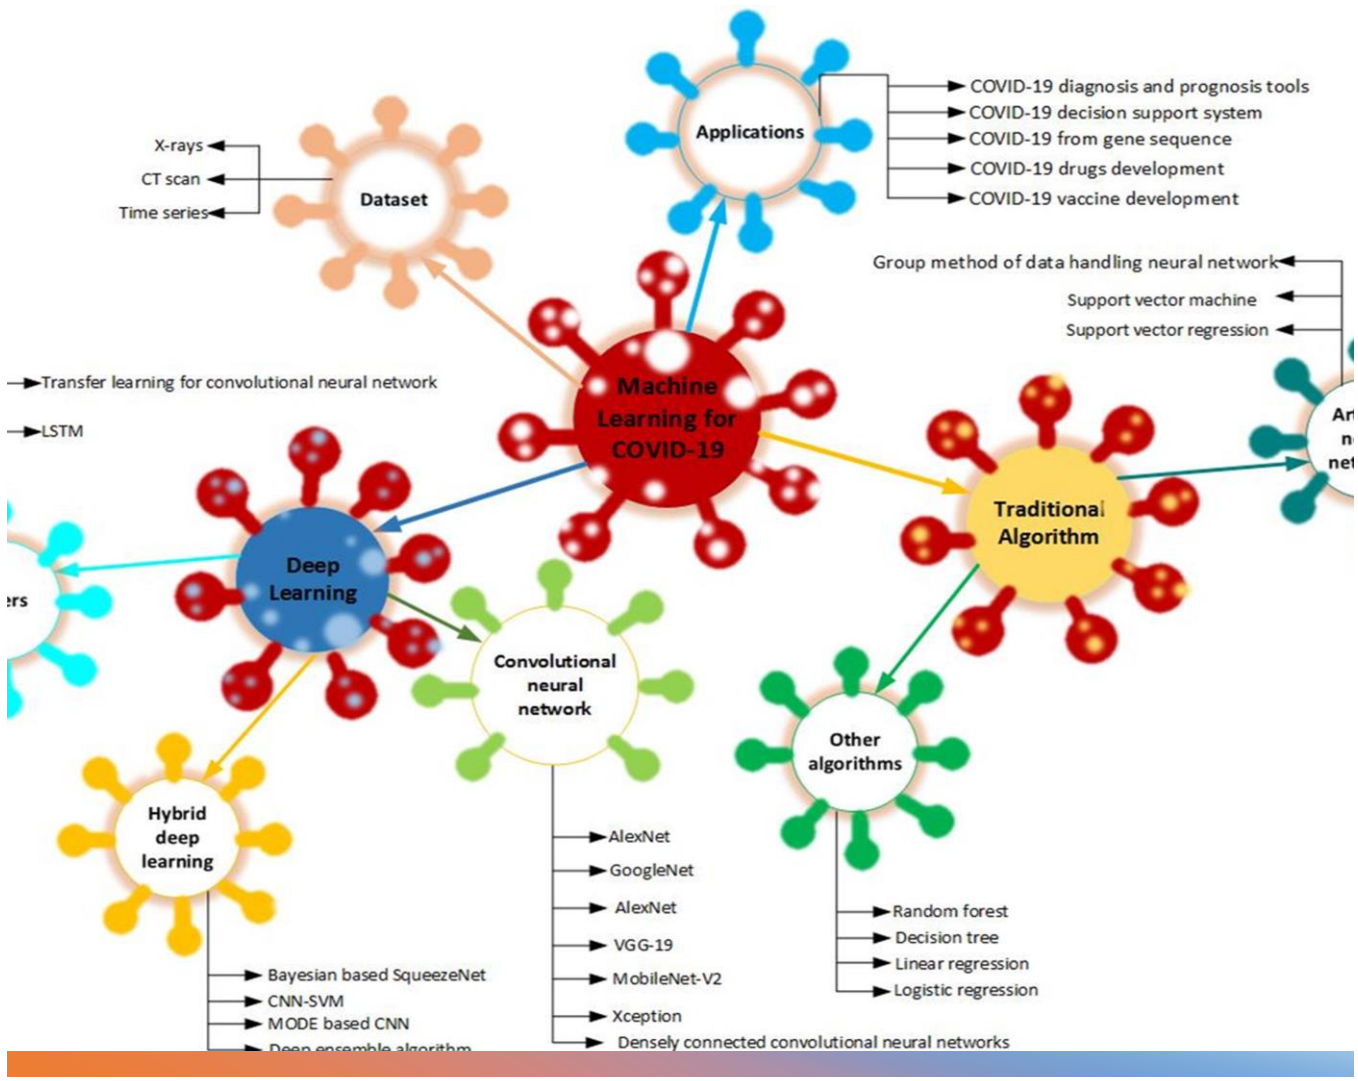 Applications
COVID-19 diagnosis and prognosis tools
COVID-19 decision support system
COVID-19 from gene sequence
COVID-19 drugs development
COVID-19 vaccine development
X-rays
CT scan
Time series
Dataset
Group method of data handling neural network
Support vector machine
Support vector regression
Transfer learning for convolutional neural network
LSTM
Machine
Learning for
COVID-19
Traditional
Algorithm
Deep
Learning
Convolutional
neural
network
Other
algorithms
Hybrid
deep
learning
AlexNet
GoogleNet
AlexNet
VGG-19
MobileNet-V2
Xception
Densely connected convolutional neural networks
Random forest
Decision tree
Linear regression
Logistic regression
Bayesian based SqueezeNet
CNN-SVM
MODE based CNN
Deep ensemble algorithm